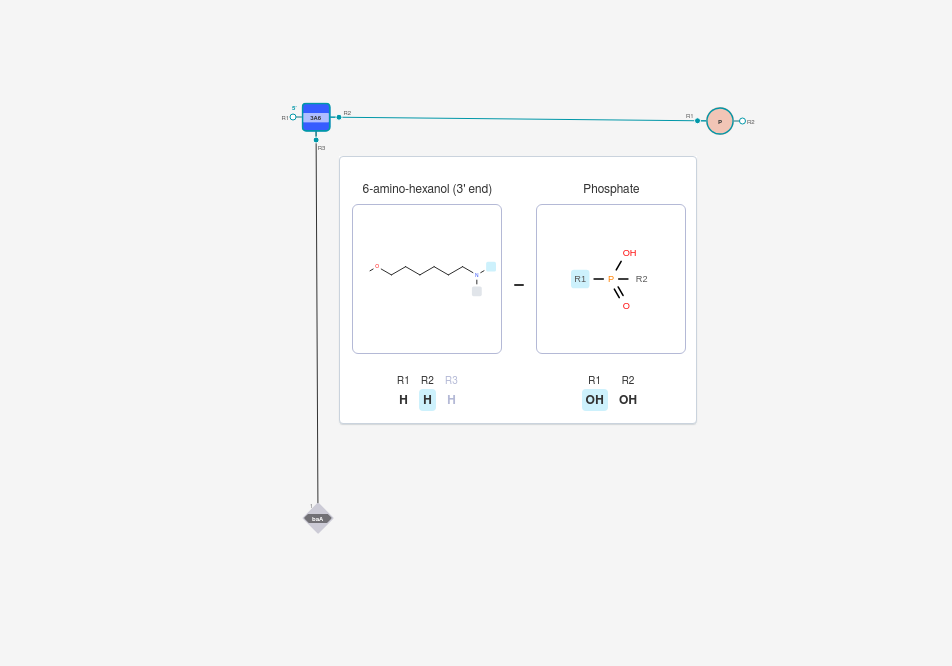 5'
R1
3A6
R2
R3
R1
P
R2
6-amino-hexanol (3' end)
Phosphate
O
N
OH
R1
P
R2
O
R1 R2 R3
H H H
R1 R2
OH OH
baA